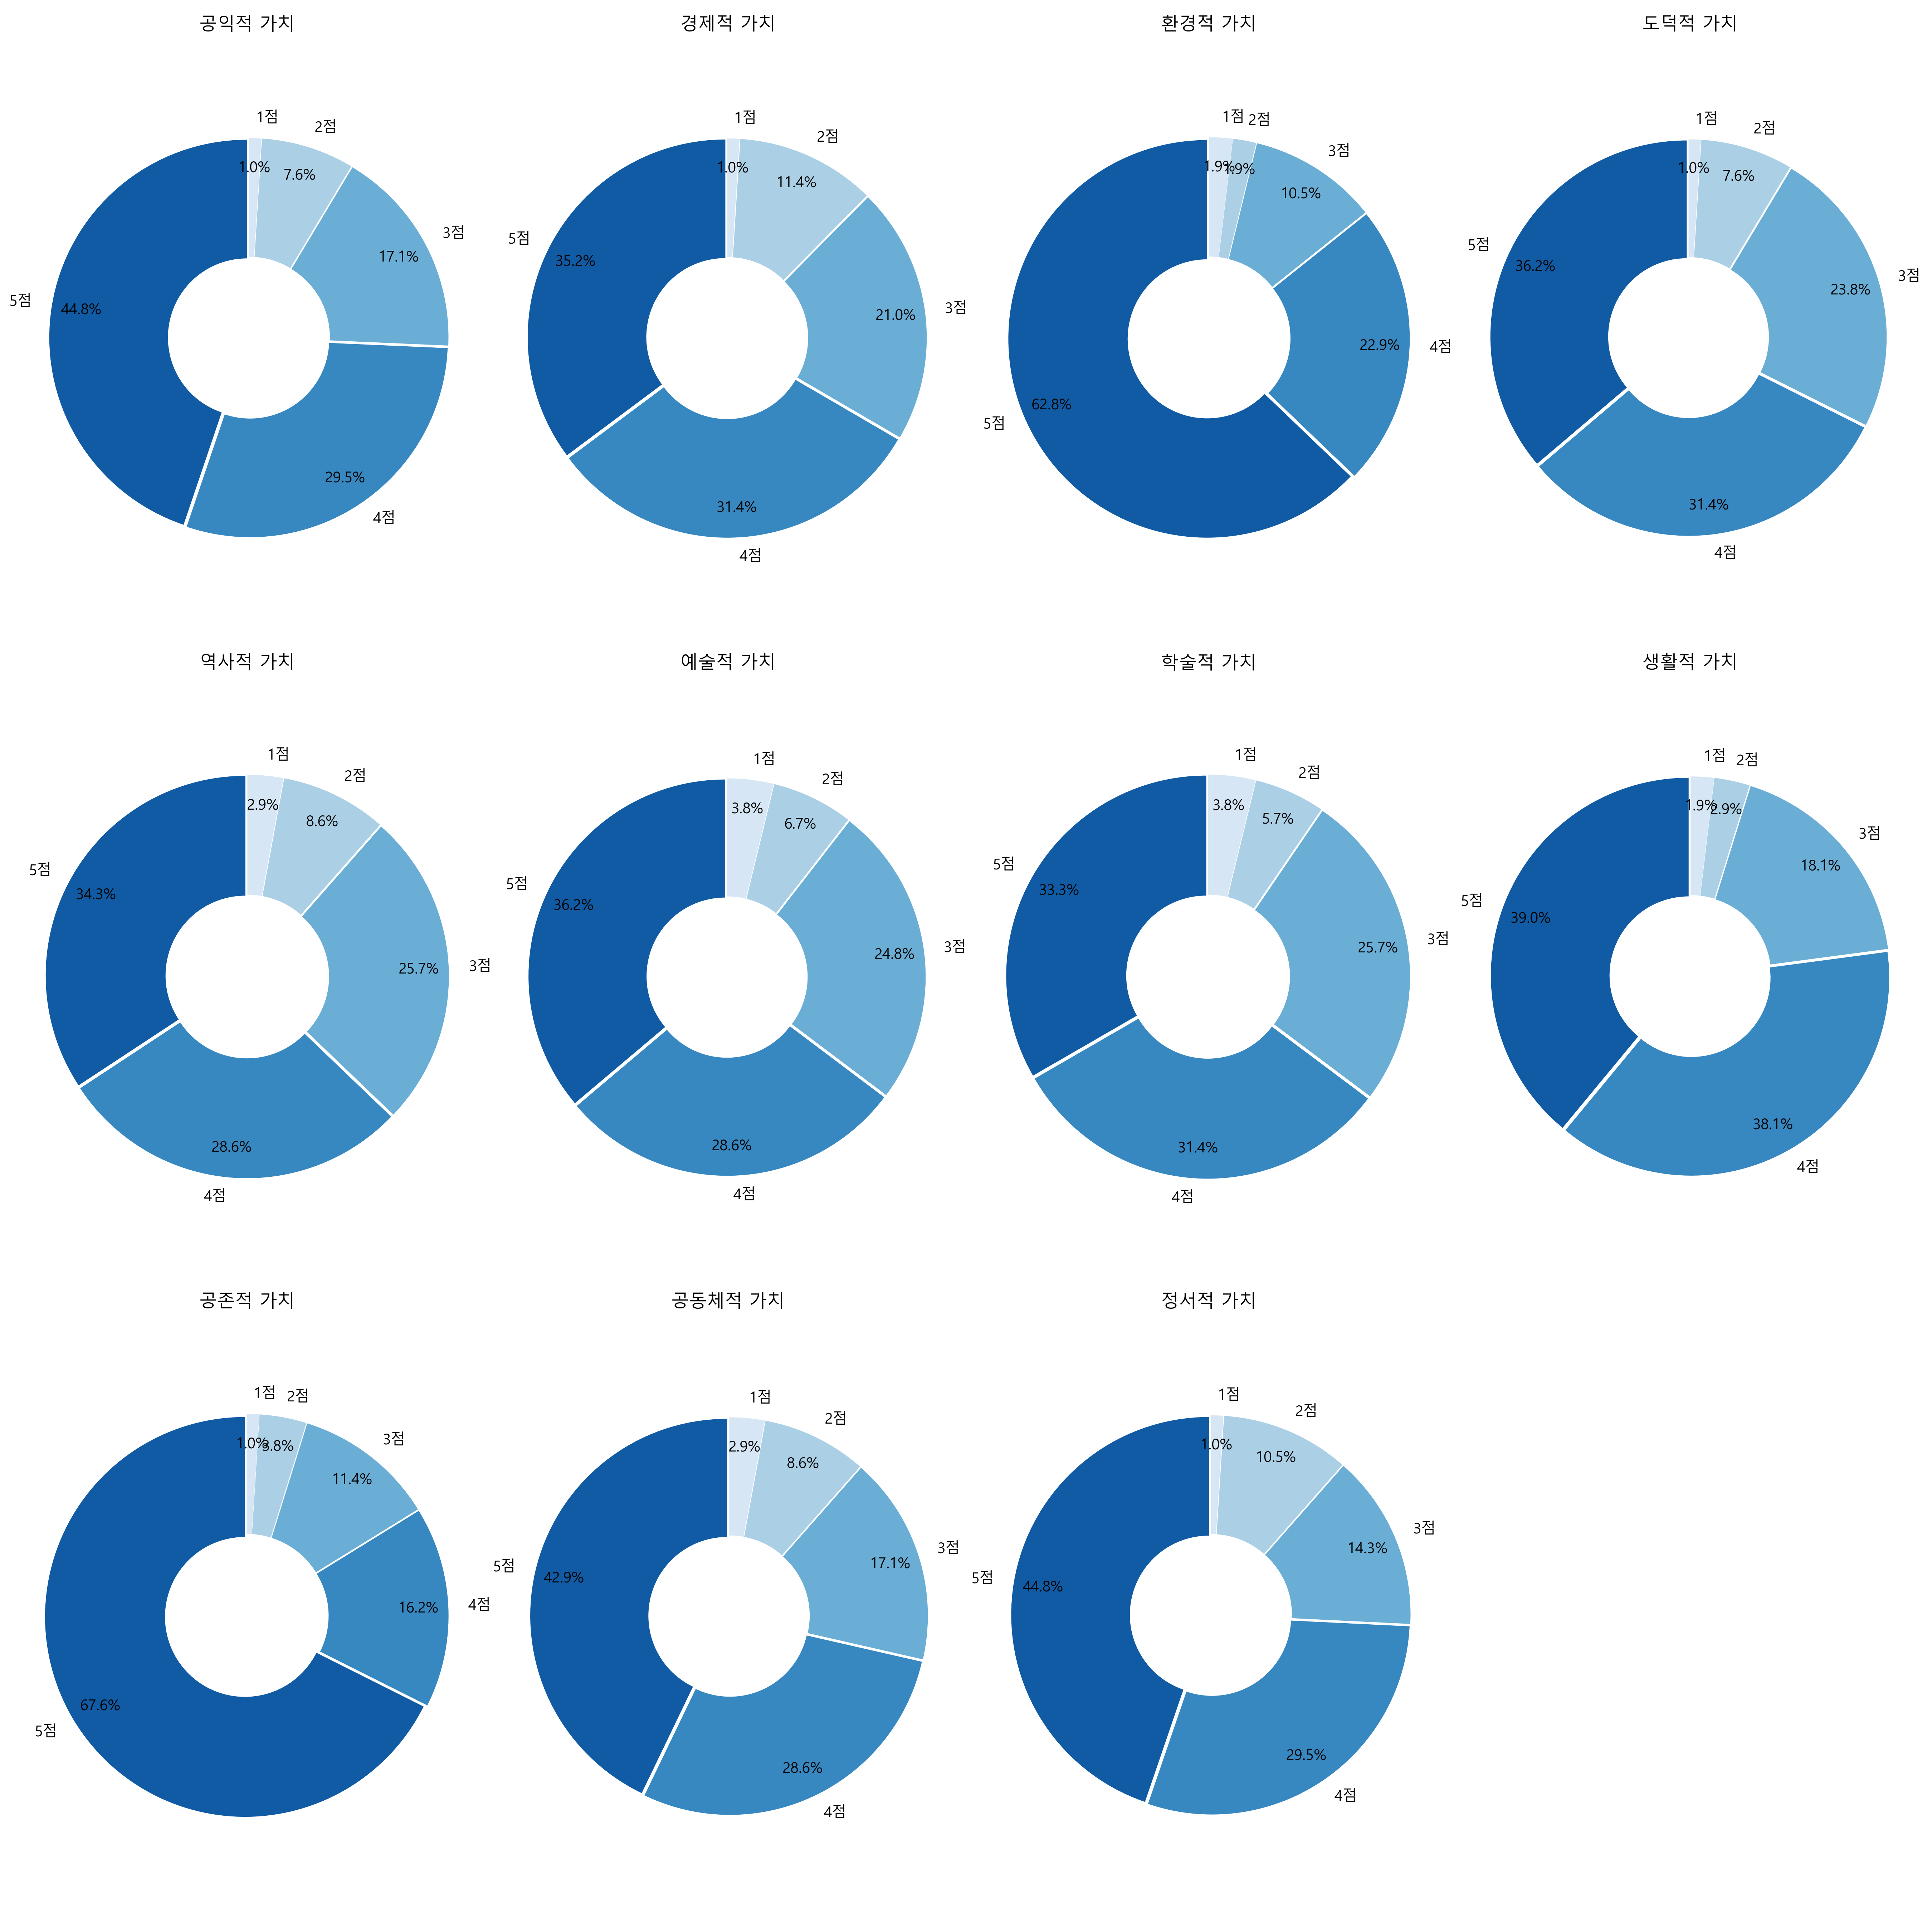 공익적 가치
1점
2점
3점
4점
5점
1.0%
7.6%
17.1%
29.5%
44.8%
경제적 가치
1점
2점
3점
4점
5점
1.0%
11.4%
21.0%
31.4%
35.2%
환경적 가치
1점
2점
3점
4점
5점
1.9%
1.9%
10.5%
22.9%
62.8%
도덕적 가치
1점
2점
3점
4점
5점
1.0%
7.6%
23.8%
31.4%
36.2%
역사적 가치
1점
2점
3점
4점
5점
2.9%
8.6%
25.7%
28.6%
34.3%
예술적 가치
1점
2점
3점
4점
5점
3.8%
6.7%
24.8%
28.6%
36.2%
학술적 가치
1점
2점
3점
4점
5점
3.8%
5.7%
25.7%
31.4%
33.3%
생활적 가치
1점
2점
3점
4점
5점
1.9%
2.9%
18.1%
38.1%
39.0%
공존적 가치
1점
2점
3점
4점
5점
1.0%
3.8%
11.4%
16.2%
67.6%
공동체적 가치
1점
2점
3점
4점
5점
2.9%
8.6%
17.1%
28.6%
42.9%
정서적 가치
1점
2점
3점
4점
5점
1.0%
10.5%
14.3%
29.5%
44.8%